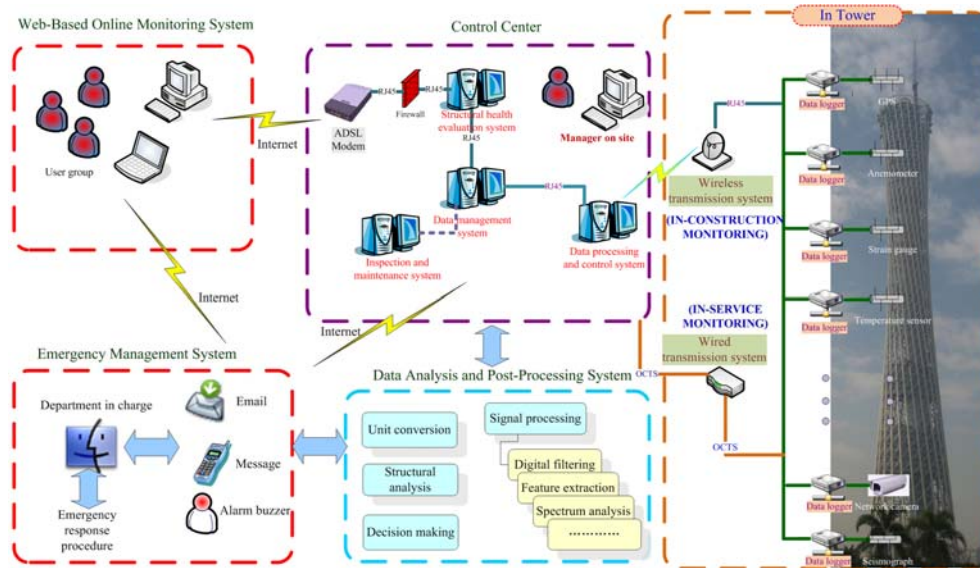 Web-Based Online Monitoring System
User group
Internet
Control Center
ADSL
Modem
Firewall
RJ45
RJ45
Structural health
evaluation system
RJ45
Manager on site
Data management
system
RJ45
Inspection and
maintenance system
Data processing
and control system
In Tower
RJ45
Wireless
transmission system
(IN-CONSTRUCTION
MONITORING)
(IN-SERVICE
MONITORING)
Wired
transmission system
OCTS
OCTS
Data logger
GPS
Data logger
Anemometer
Data logger
Strain gauge
Data logger
Temperature sensor
Data logger
Network camera
Data logger
Seismograph
Internet
Internet
Emergency Management System
Department in charge
Email
Message
Alarm buzzer
Emergency
response
procedure
Data Analysis and Post-Processing System
Unit conversion
Structural
analysis
Decision making
Signal processing
Digital filtering
Feature extraction
Spectrum analysis
…………